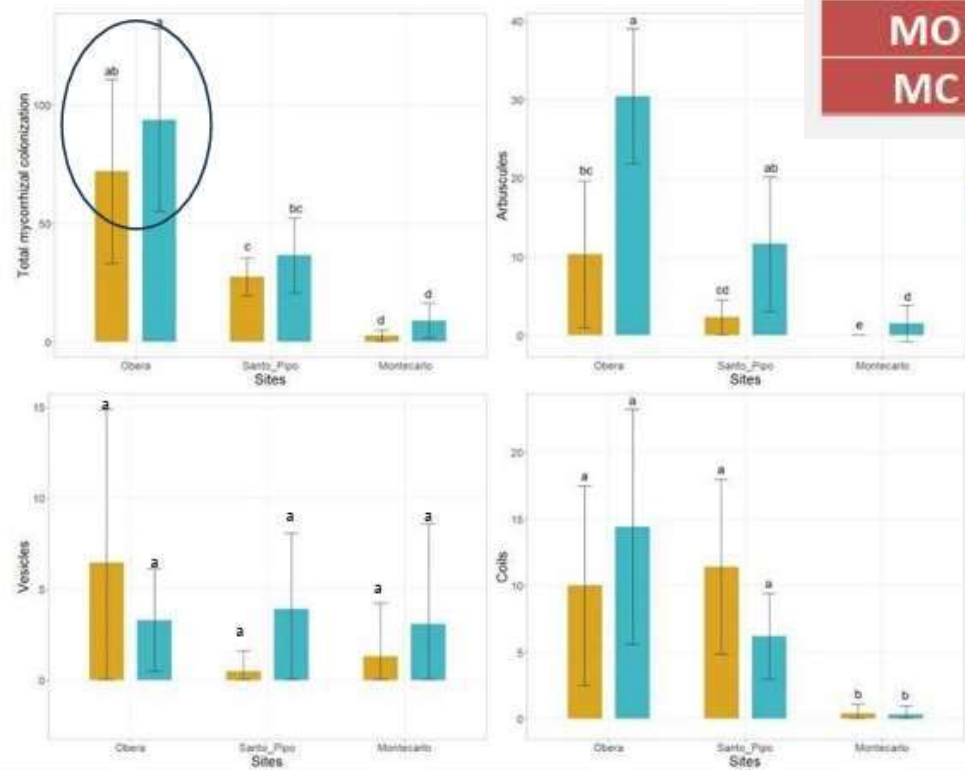 MO
MC
Total mycorrhizal colonization
100
50
0
ab
a
c
bc
d
d
Obera
Santo_Pipo
Montecarlo
Sites
Arbuscules
40
30
20
10
0
bc
a
cd
ab
e
d
Obera
Santo_Pipo
Montecarlo
Sites
Vesicles
15
10
5
0
a
a
a
a
a
a
Obera
Santo_Pipo
Montecarlo
Sites
Coils
20
15
10
5
0
a
a
a
a
b
b
Obera
Santo_Pipo
Montecarlo
Sites